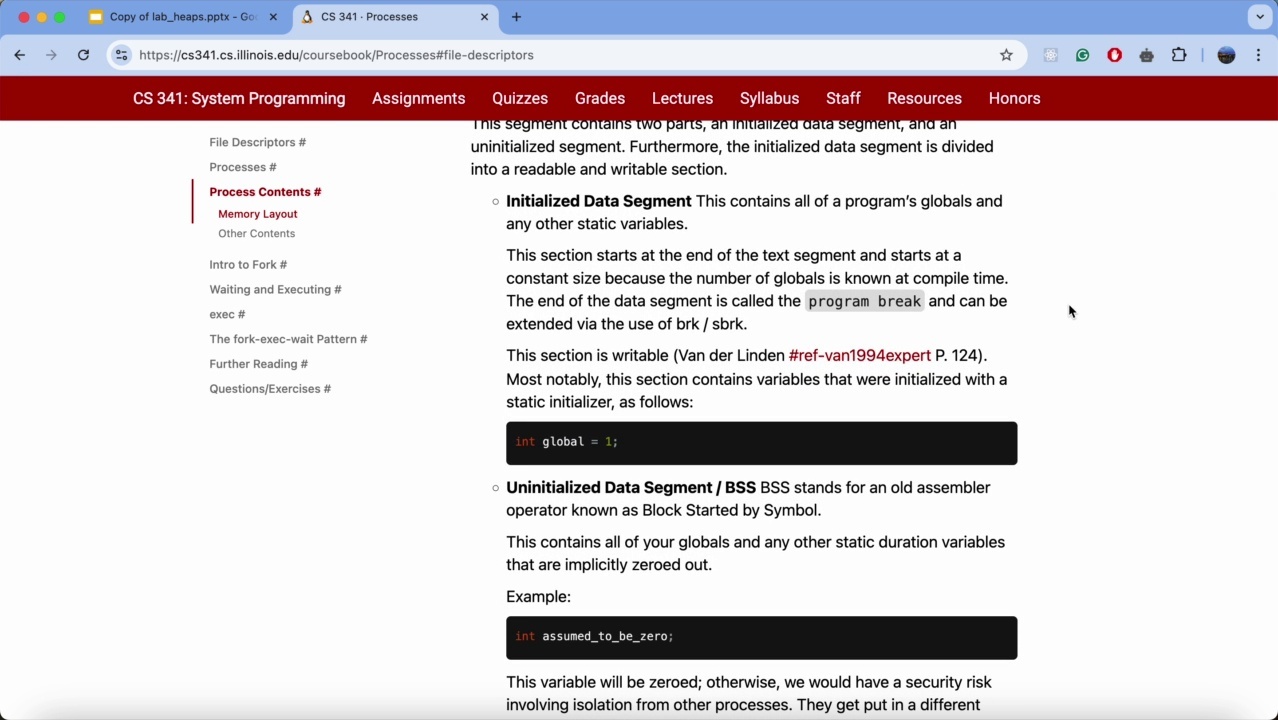 Copy of lab_heaps.pptx - Goo
CS 341 · Processes
https://cs341.cs.illinois.edu/coursebook/Processes#file-descriptors
CS 341: System Programming Assignments Quizzes Grades Lectures Syllabus Staff Resources Honors
File Descriptors #
Processes #
Process Contents #
Memory Layout
Other Contents
Intro to Fork #
Waiting and Executing #
exec #
The fork-exec-wait Pattern #
Further Reading #
Questions/Exercises #
This segment contains two parts, an initialized data segment, and an
uninitialized segment. Furthermore, the initialized data segment is divided
into a readable and writable section.
Initialized Data Segment This contains all of a program’s globals and
any other static variables.
This section starts at the end of the text segment and starts at a
constant size because the number of globals is known at compile time.
The end of the data segment is called the program break and can be
extended via the use of brk / sbrk.
This section is writable (Van der Linden #ref-van1994expert P. 124).
Most notably, this section contains variables that were initialized with a
static initializer, as follows:
int global = 1;
Uninitialized Data Segment / BSS BSS stands for an old assembler
operator known as Block Started by Symbol.
This contains all of your globals and any other static duration variables
that are implicitly zeroed out.
Example:
int assumed_to_be_zero;
This variable will be zeroed; otherwise, we would have a security risk
involving isolation from other processes. They get put in a different